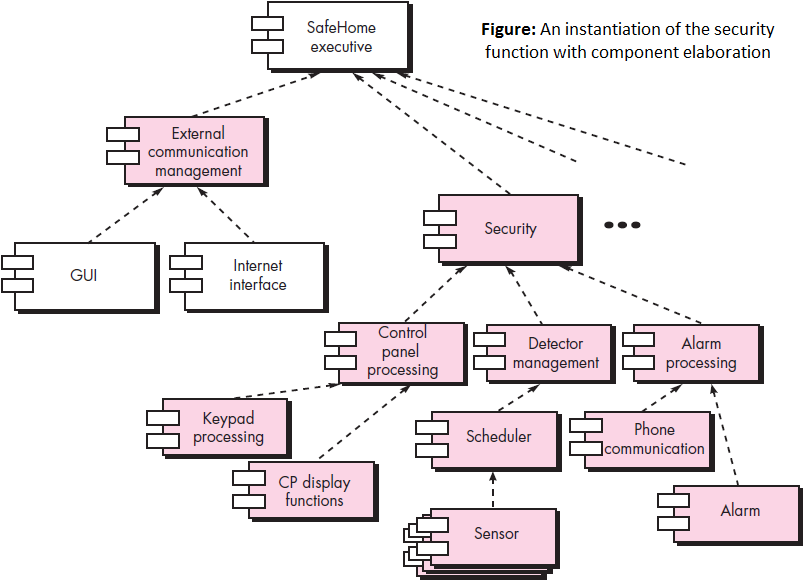 SafeHome
executive
Figure: An instantiation of the security
function with component elaboration
External
communication
management
Security
GUI
Internet
interface
Control
panel
processing
Detector
management
Alarm
processing
Keypad
processing
Scheduler
Phone
communication
CP display
functions
Sensor
Alarm